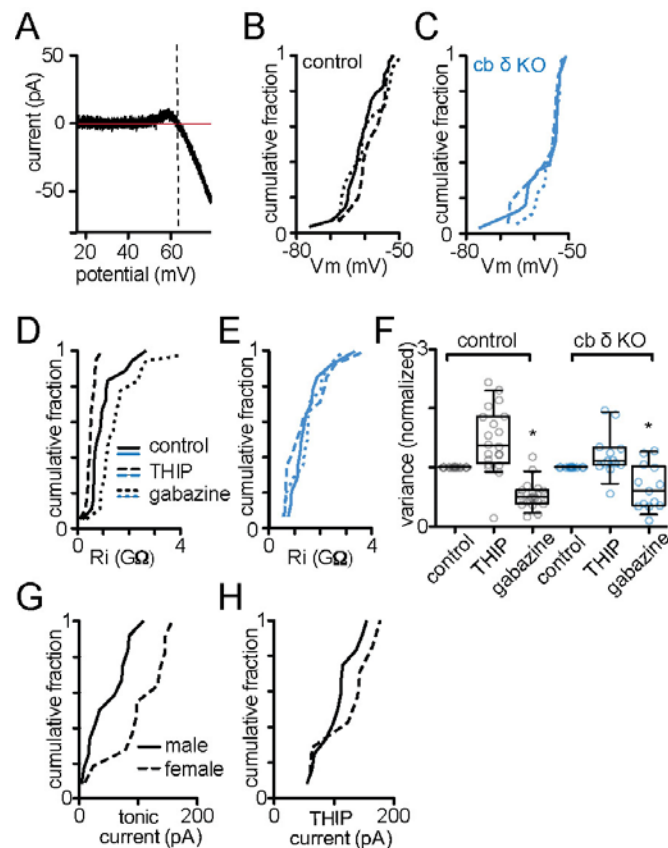 A
50
0
-50
current (pA)
20 40 60
potential (mV)
B
1
control
0
cumulative fraction
-80 -50
Vm (mV)
C
1
cb δ KO
0
cumulative fraction
-80 -50
Vm (mV)
D
1
0
cumulative fraction
control
THIP
gabazine
0 4
Ri (GΩ)
E
1
0
cumulative fraction
0 4
Ri (GΩ)
F
3
0
variance (normalized)
control cb δ KO
*
*
control
THIP
gabazine
control
THIP
gabazine
G
1
0
cumulative fraction
male
female
0 200
tonic
current (pA)
H
1
0
cumulative fraction
0 200
THIP
current (pA)